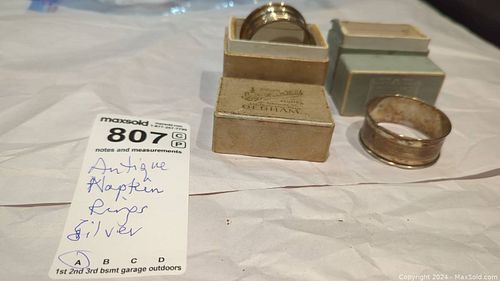 OLDHAM
maxsold
807
C
P
notes and measurements
Antique
Napkin
Rings
Silver
A B C D
1st 2nd 3rd bsmt garage outdoors
Copyright 2024 - MaxSold.com